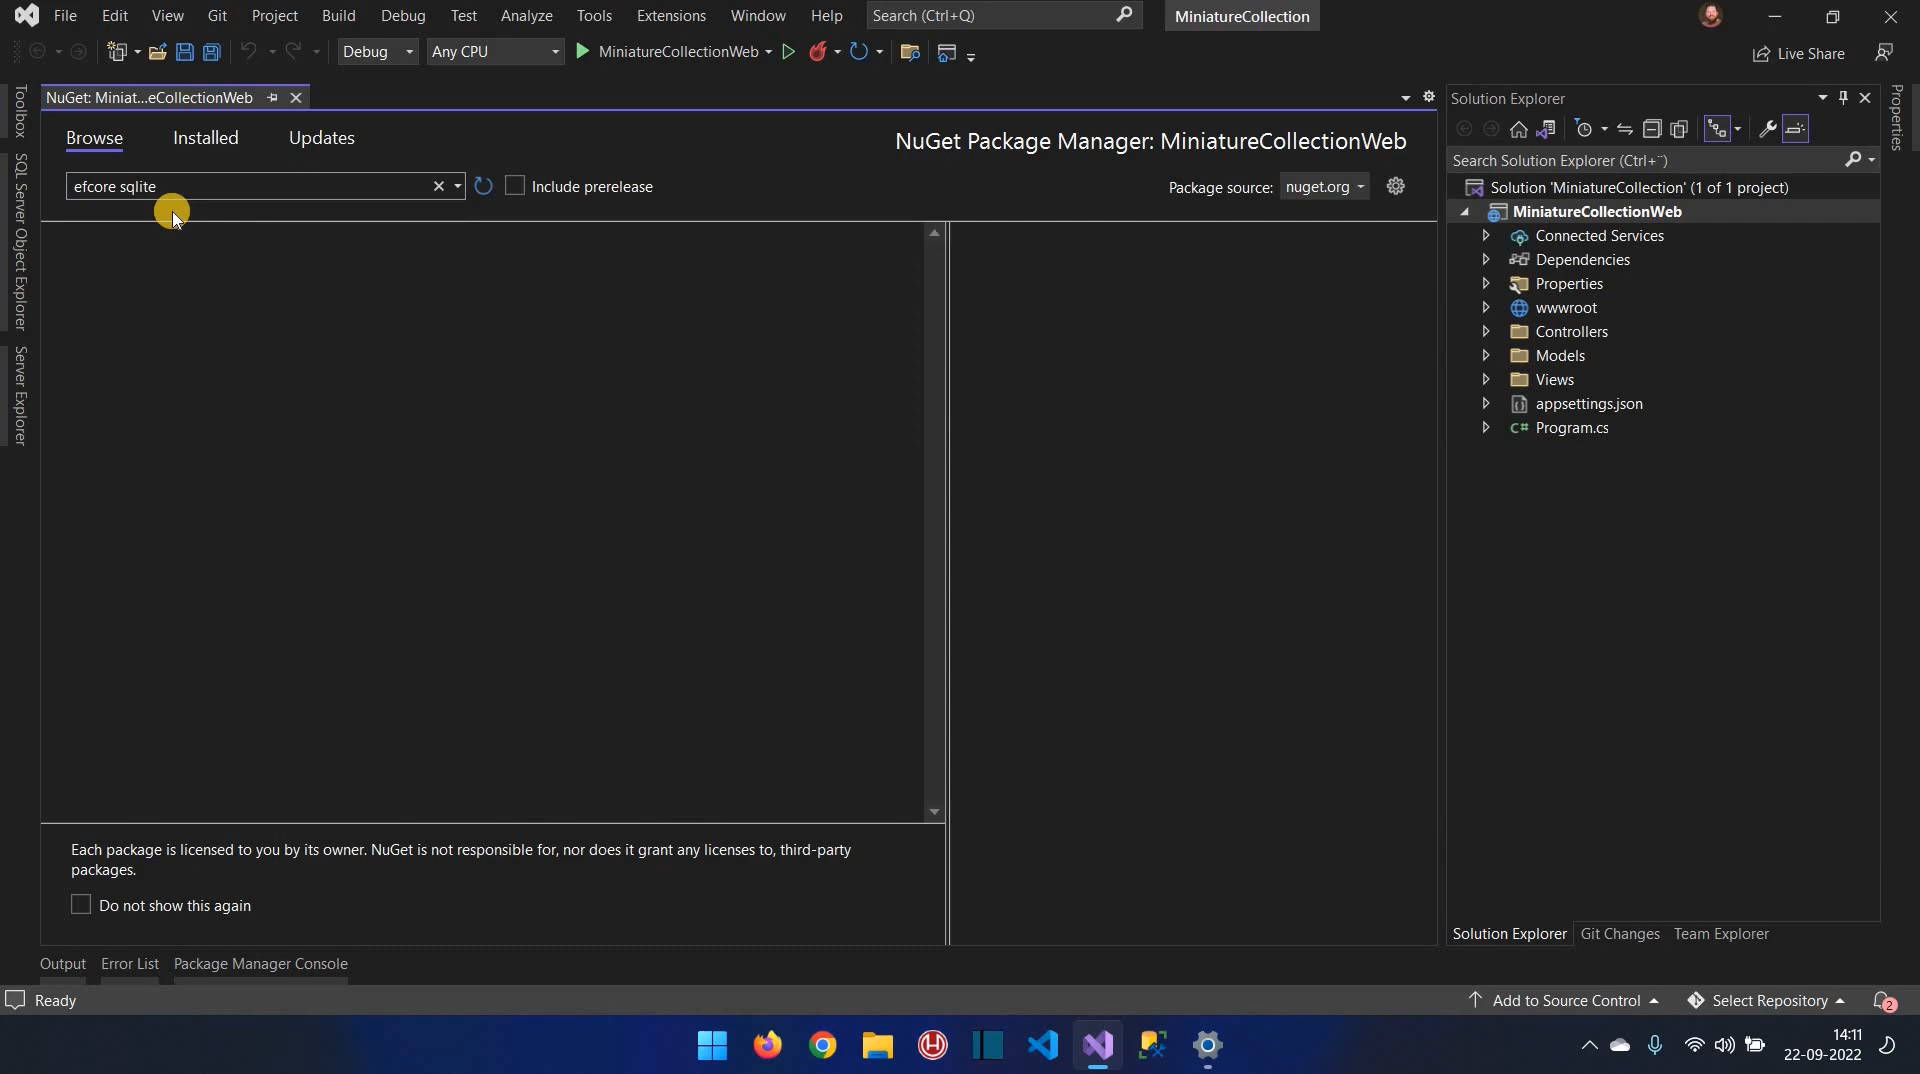 File Edit View Git Project Build Debug Test Analyze Tools Extensions Window Help Search (Ctrl+Q) MiniatureCollection
Debug Any CPU MiniatureCollectionWeb Live Share
NuGet: Miniat...eCollectionWeb
Browse Installed Updates
NuGet Package Manager: MiniatureCollectionWeb
efcore sqlite Include prerelease Package source: nuget.org
Toolbox
SQL Server Object Explorer
Server Explorer
Each package is licensed to you by its owner. NuGet is not responsible for, nor does it grant any licenses to, third-party
packages.
Do not show this again
Solution Explorer
Search Solution Explorer (Ctrl+¨)
Solution 'MiniatureCollection' (1 of 1 project)
MiniatureCollectionWeb
Connected Services
Dependencies
Properties
wwwroot
Controllers
Models
Views
appsettings.json
C# Program.cs
Solution Explorer Git Changes Team Explorer
Properties
Output Error List Package Manager Console
Ready Add to Source Control Select Repository 2
14:11
22-09-2022